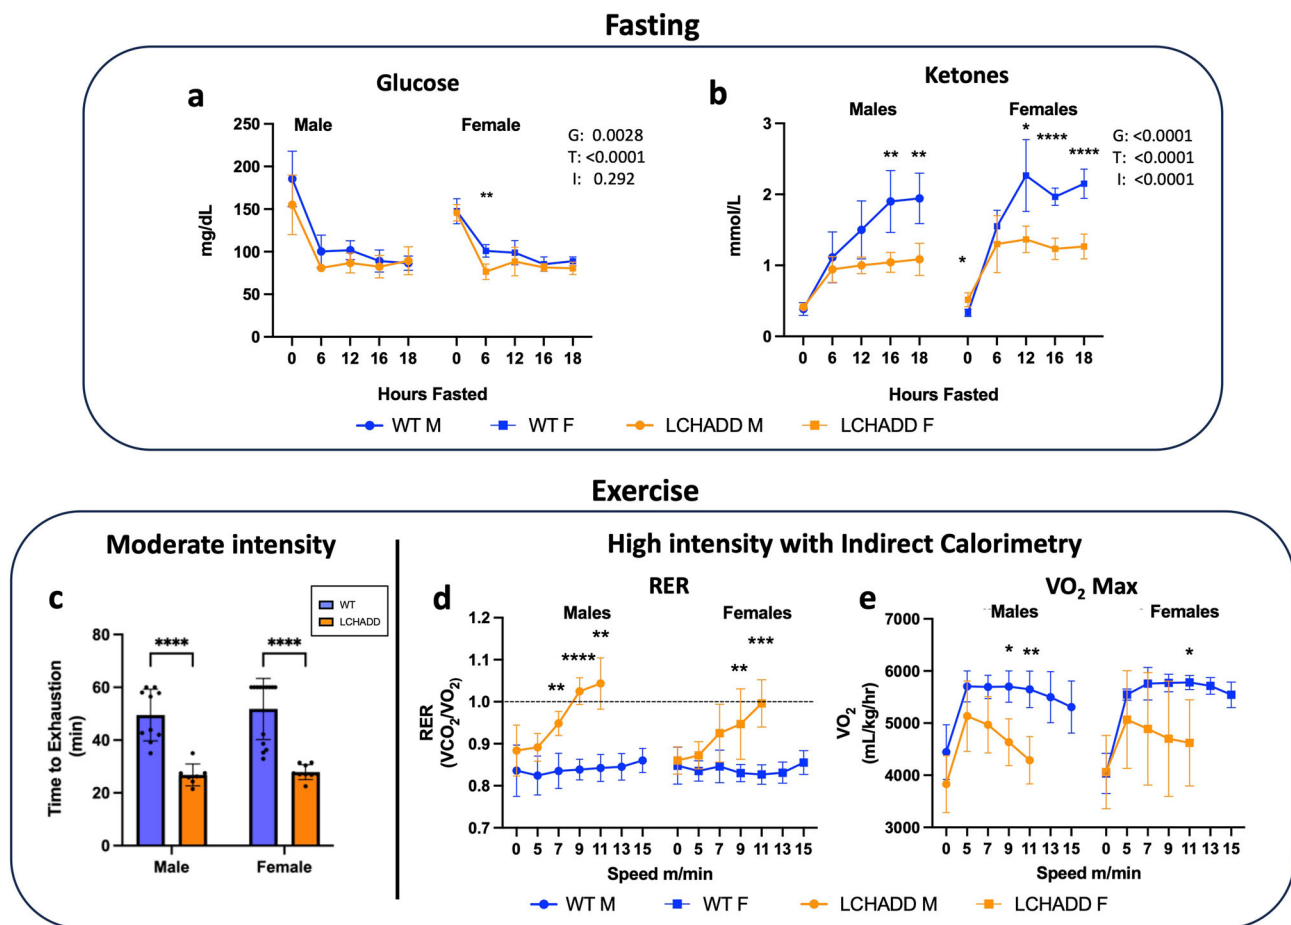 Fasting
a
Glucose
Male
Female
G: 0.0028
T: <0.0001
I: 0.292
**
mg/dL
250
200
150
100
50
0
0 6 12 16 18
0 6 12 16 18
Hours Fasted
b
Ketones
Males
Females
G: <0.0001
T: <0.0001
I: <0.0001
** **
* **** ****
*
mmol/L
3
2
1
0
0 6 12 16 18
0 6 12 16 18
Hours Fasted
WT M WT F LCHADD M LCHADD F
Exercise
Moderate intensity
c
WT
LCHADD
**** ****
Time to Exhaustion
(min)
80
60
40
20
0
Male Female
High intensity with Indirect Calorimetry
d
RER
Males
Females
** **** **
** ***
RER
(VCO₂/VO₂)
1.2
1.1
1.0
0.9
0.8
0.7
0 5 7 9 11 13 15
0 5 7 9 11 13 15
Speed m/min
e
VO₂ Max
Males
Females
* **
*
VO₂
(mL/kg/hr)
7000
6000
5000
4000
3000
0 5 7 9 11 13 15
0 5 7 9 11 13 15
Speed m/min
WT M WT F LCHADD M LCHADD F